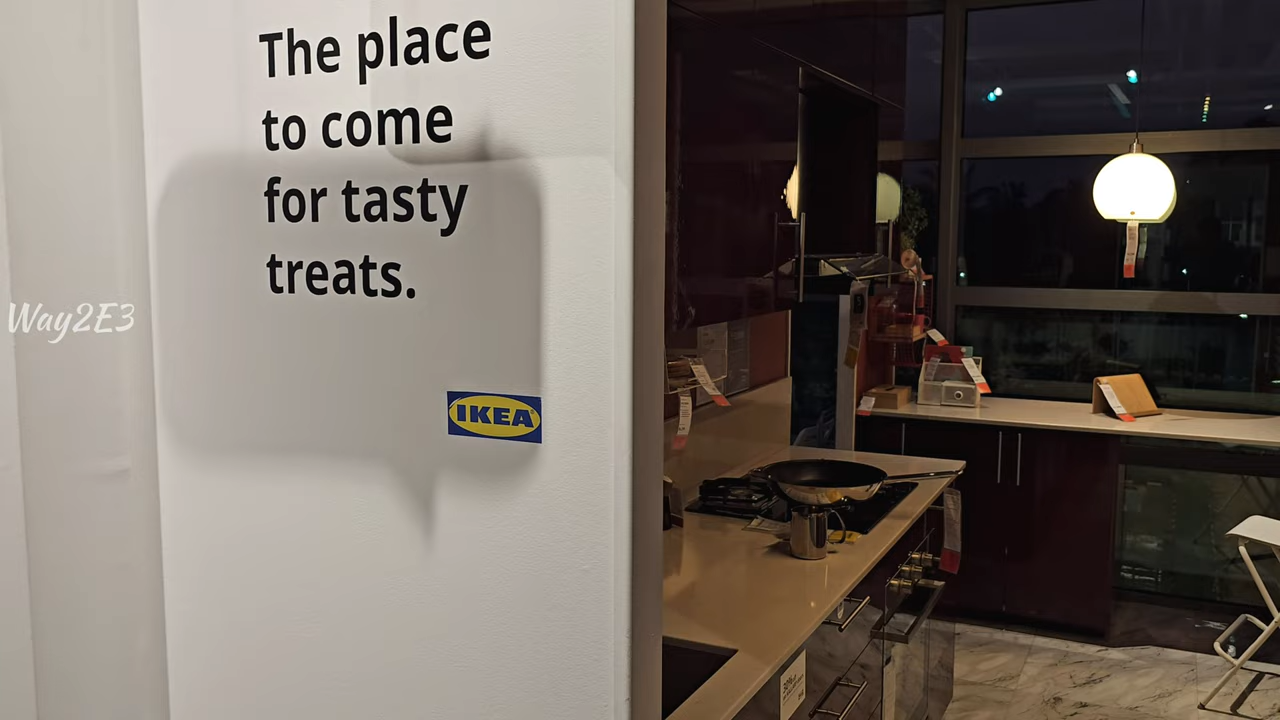 The place
to come
for tasty
treats.
Way2E3
IKEA